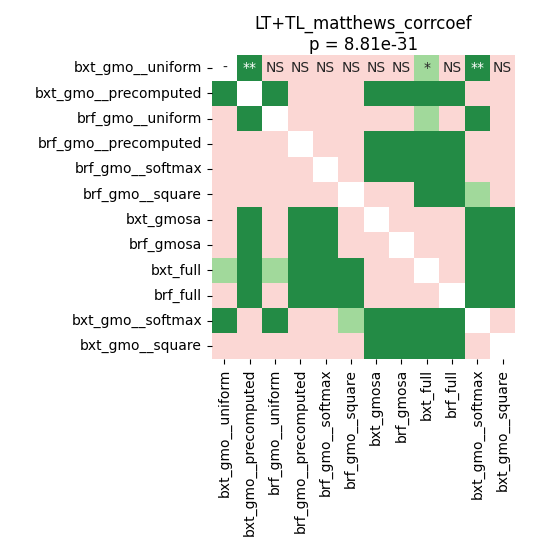 LT+TL_matthews_corrcoef
p = 8.81e-31
bxt_gmo__uniform - ** NS NS NS NS NS NS * NS ** NS
bxt_gmo__precomputed
brf_gmo__uniform
brf_gmo__precomputed
brf_gmo__softmax
brf_gmo__square
bxt_gmosa
brf_gmosa
bxt_full
brf_full
bxt_gmo__softmax
bxt_gmo__square
bxt_gmo__uniform
bxt_gmo__precomputed
brf_gmo__uniform
brf_gmo__precomputed
brf_gmo__softmax
brf_gmo__square
bxt_gmosa
brf_gmosa
bxt_full
brf_full
bxt_gmo__softmax
bxt_gmo__square